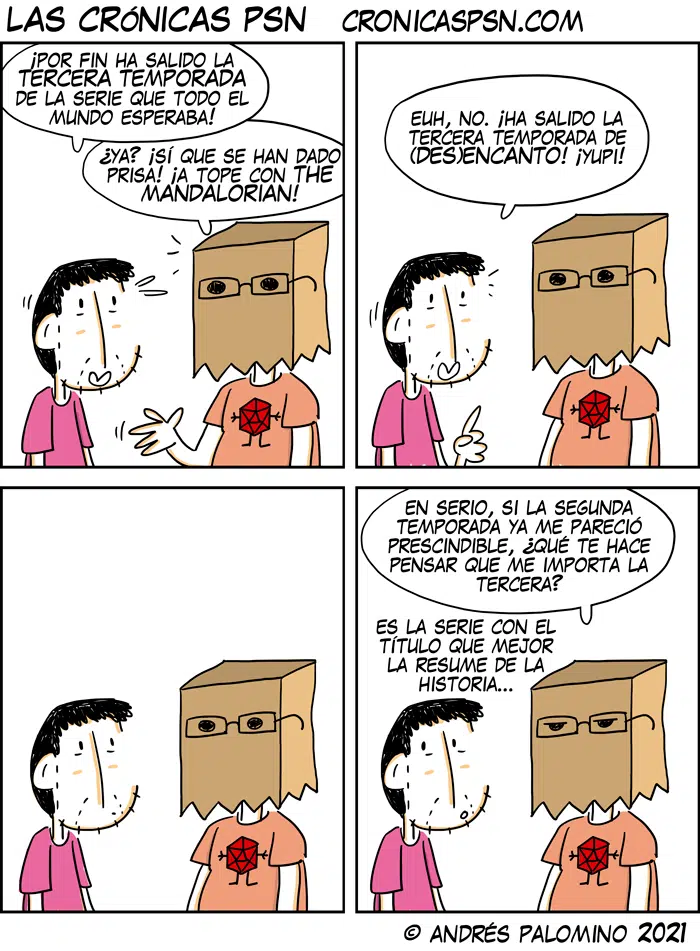 LAS CRÓNICAS PSN CRONICASPSN.COM
¡POR FIN HA SALIDO LA
TERCERA TEMPORADA
DE LA SERIE QUE TODO EL
MUNDO ESPERABA!
¿YA? ¡SÍ QUE SE HAN DADO
PRISA! ¡A TOPE CON THE
MANDALORIAN!
EUH, NO. ¡HA SALIDO LA
TERCERA TEMPORADA DE
(DES)ENCANTO! ¡YUPI!
EN SERIO, SI LA SEGUNDA
TEMPORADA YA ME PARECIÓ
PRESCINDIBLE, ¿QUÉ TE HACE
PENSAR QUE ME IMPORTA LA
TERCERA?
ES LA SERIE CON EL
TÍTULO QUE MEJOR
LA RESUME DE LA
HISTORIA...
© ANDRÉS PALOMINO 2021